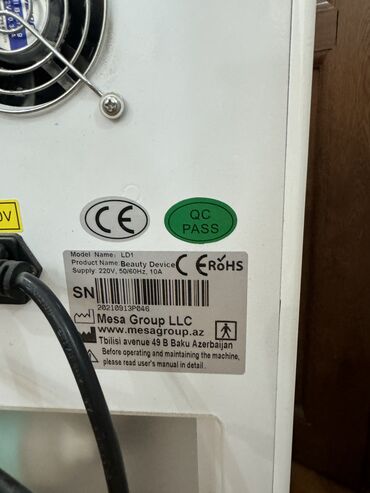 0V
CE
QC
PASS
Model Name: LD1
Product Name: Beauty Device
Supply: 220V, 50/60Hz, 10A
CE RoHS
SN
20210913P046
Mesa Group LLC
www.mesagroup.az
Tbilisi avenue 49 B Baku Azerbaijan
Before operating and maintaining the machine,
please read user's manual in detail.